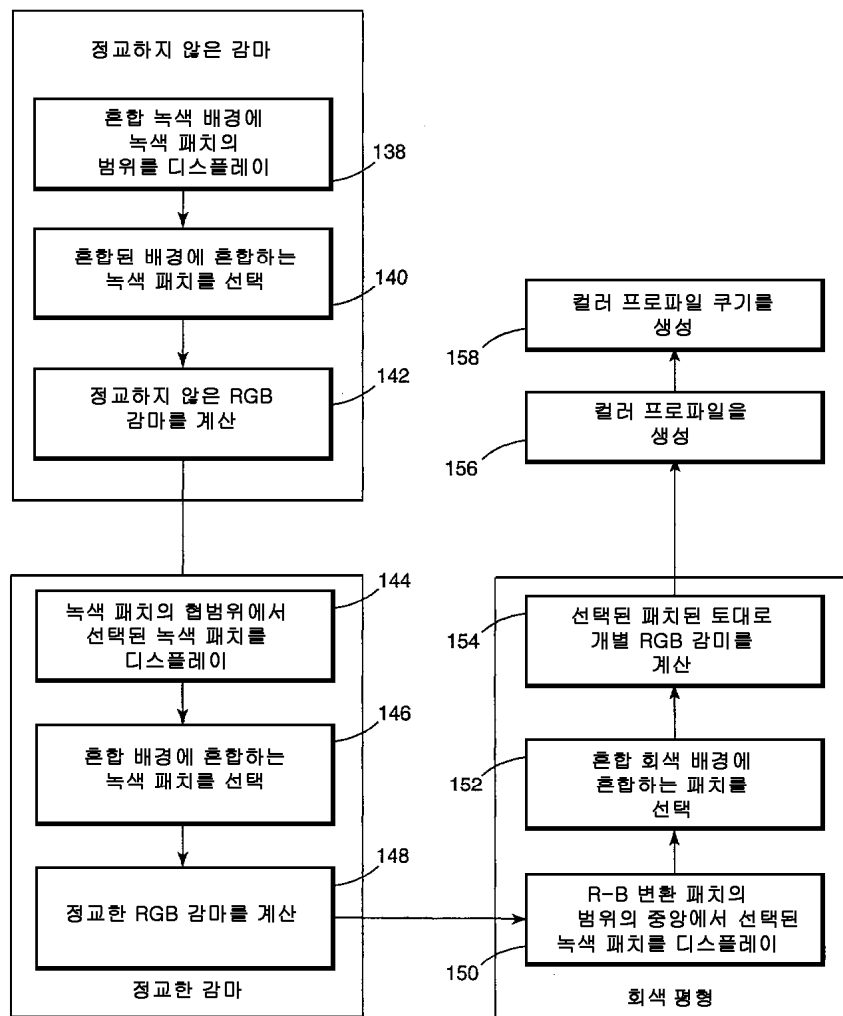 정교하지 않은 감마
혼합 녹색 배경에
녹색 패치의
범위를 디스플레이
138
혼합된 배경에 혼합하는
녹색 패치를 선택
140
정교하지 않은 RGB
감마를 계산
142
녹색 패치의 협범위에서
선택된 녹색 패치를
디스플레이
144
혼합 배경에 혼합하는
녹색 패치를 선택
146
정교한 RGB 감마를 계산
148
정교한 감마
R-B 변환 패치의
범위의 중앙에서 선택된
녹색 패치를 디스플레이
150
회색 평형
혼합 회색 배경에
혼합하는 패치를
선택
152
선택된 패치된 토대로
개별 RGB 감미를
계산
154
컬러 프로파일을
생성
156
컬러 프로파일 쿠기를
생성
158